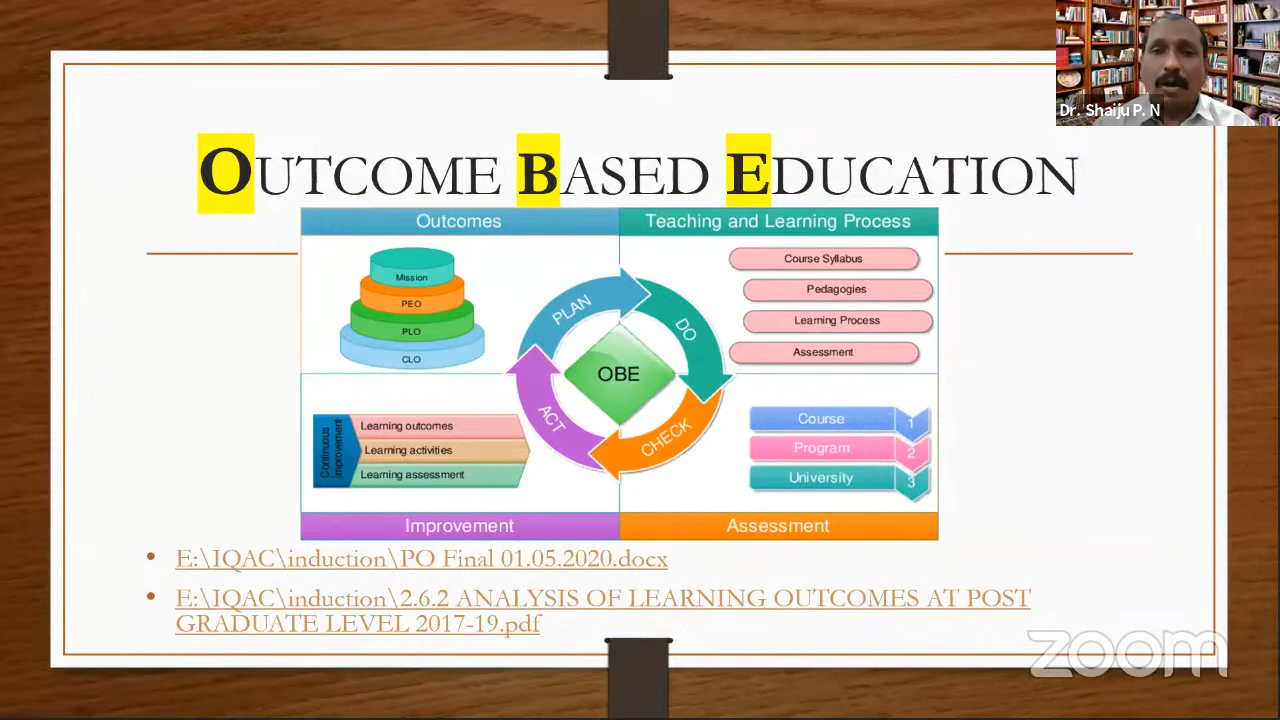 Dr. Shaiju P. N
OUTCOME BASED EDUCATION
Outcomes
Teaching and Learning Process
Mission
PEO
PLO
CLO
PLAN
DO
CHECK
ACT
OBE
Course Syllabus
Pedagogies
Learning Process
Assessment
Continuous
improvement
Learning outcomes
Learning activities
Learning assessment
Course 1
Program 2
University 3
Improvement
Assessment
• E:\IQAC\induction\PO Final 01.05.2020.docx
• E:\IQAC\induction\2.6.2 ANALYSIS OF LEARNING OUTCOMES AT POST
GRADUATE LEVEL 2017-19.pdf
zoom